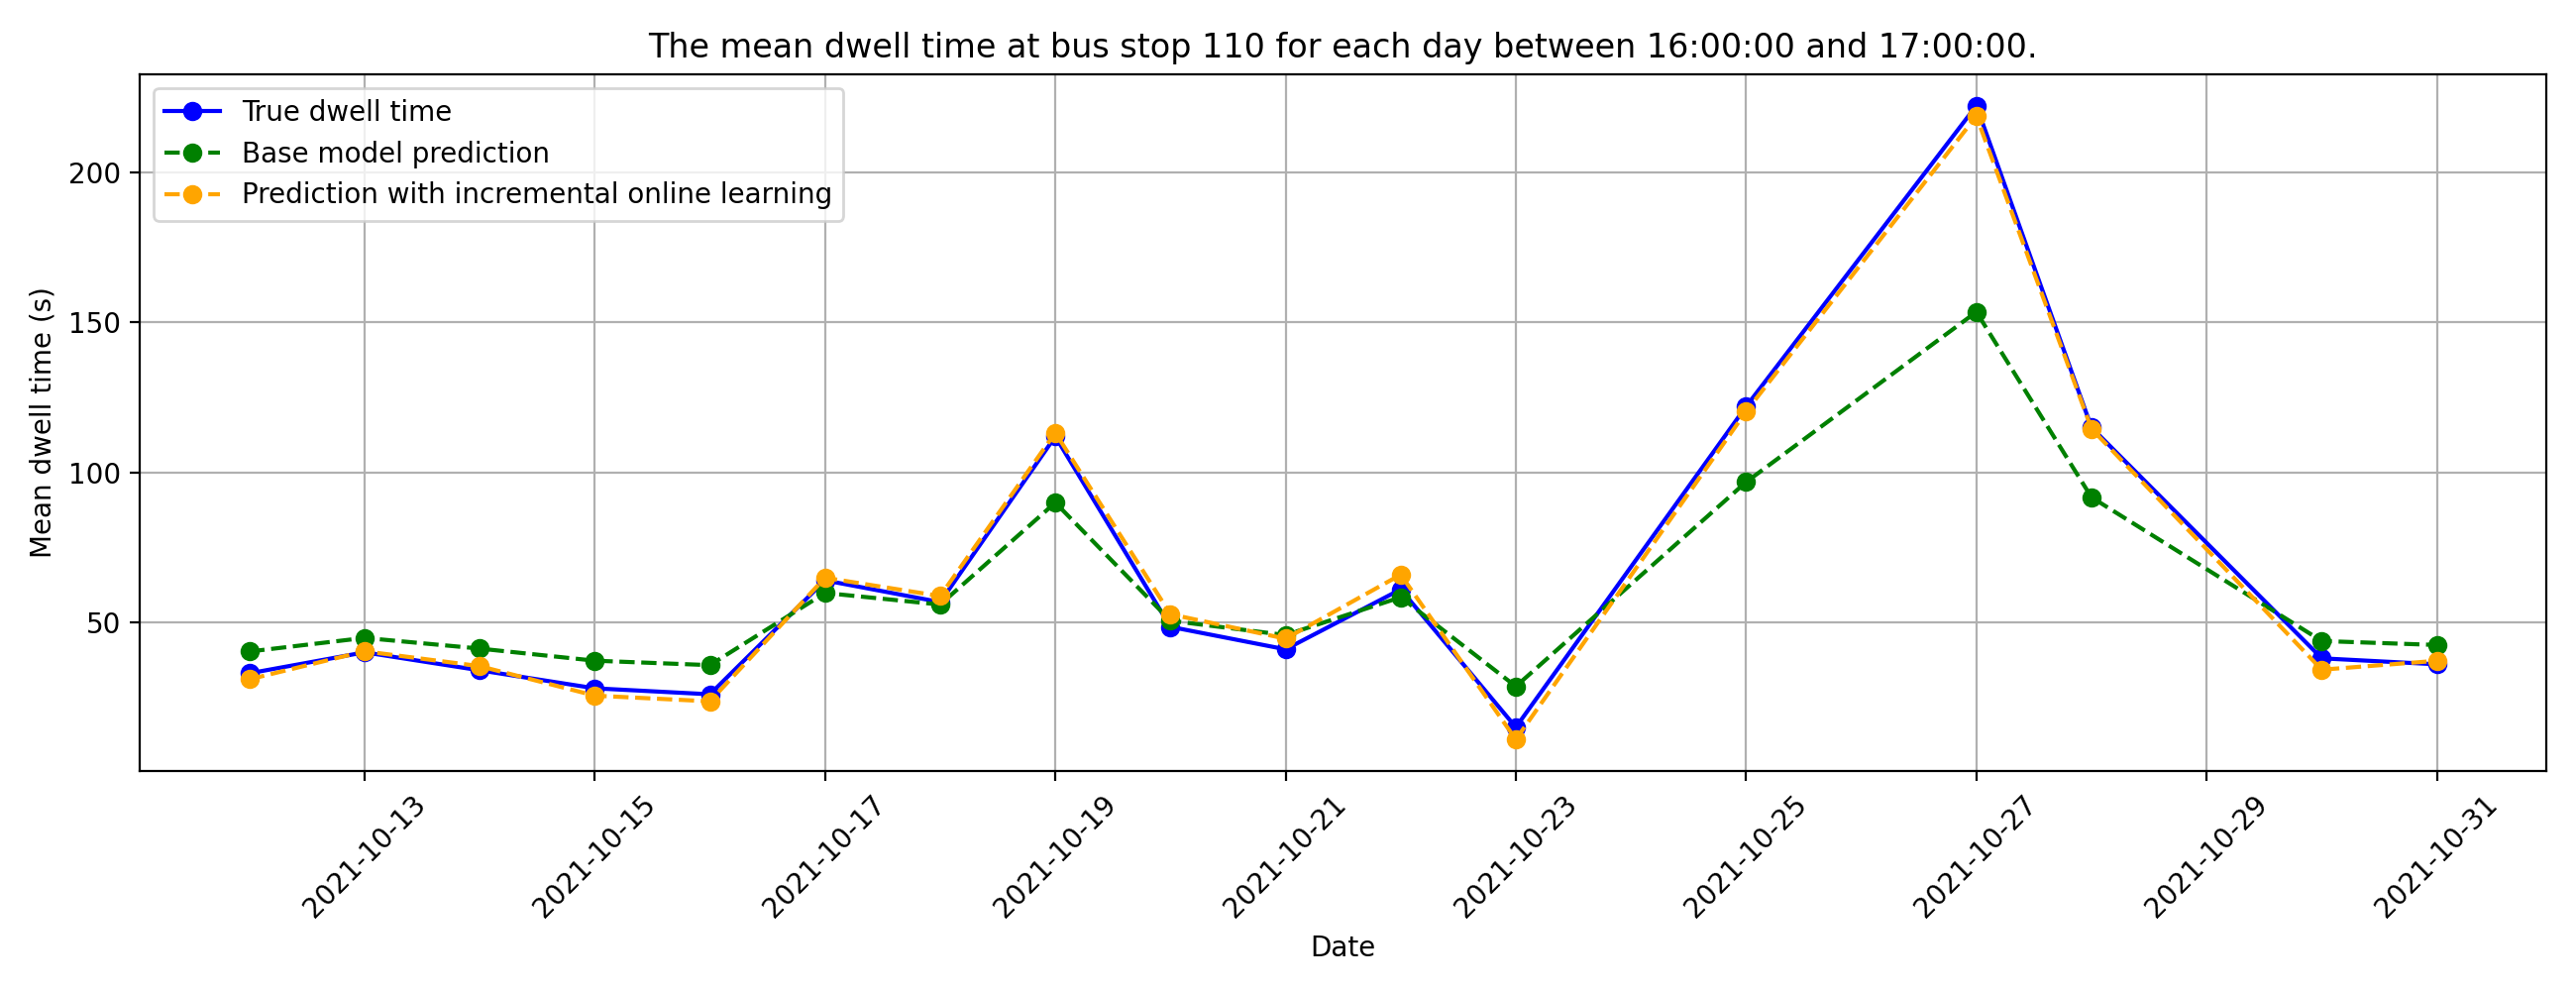 The mean dwell time at bus stop 110 for each day between 16:00:00 and 17:00:00.
True dwell time
Base model prediction
Prediction with incremental online learning
Mean dwell time (s)
200
150
100
50
2021-10-13
2021-10-15
2021-10-17
2021-10-19
2021-10-21
2021-10-23
2021-10-25
2021-10-27
2021-10-29
2021-10-31
Date